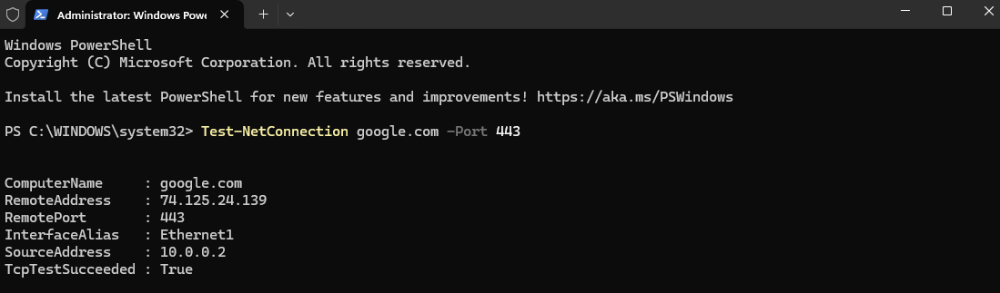 Administrator: Windows Powe
Windows PowerShell
Copyright (C) Microsoft Corporation. All rights reserved.
Install the latest PowerShell for new features and improvements! https://aka.ms/PSWindows
PS C:\WINDOWS\system32> Test-NetConnection google.com -Port 443
ComputerName     : google.com
RemoteAddress    : 74.125.24.139
RemotePort       : 443
InterfaceAlias   : Ethernet1
SourceAddress    : 10.0.0.2
TcpTestSucceeded : True